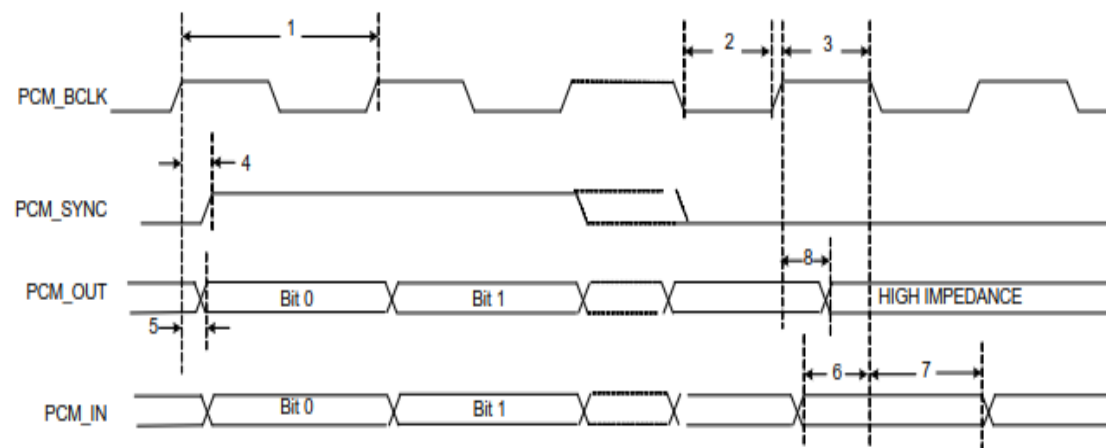 1
2
3
PCM_BCLK
4
PCM_SYNC
8
PCM_OUT
Bit 0
Bit 1
HIGH IMPEDANCE
5
6
7
PCM_IN
Bit 0
Bit 1